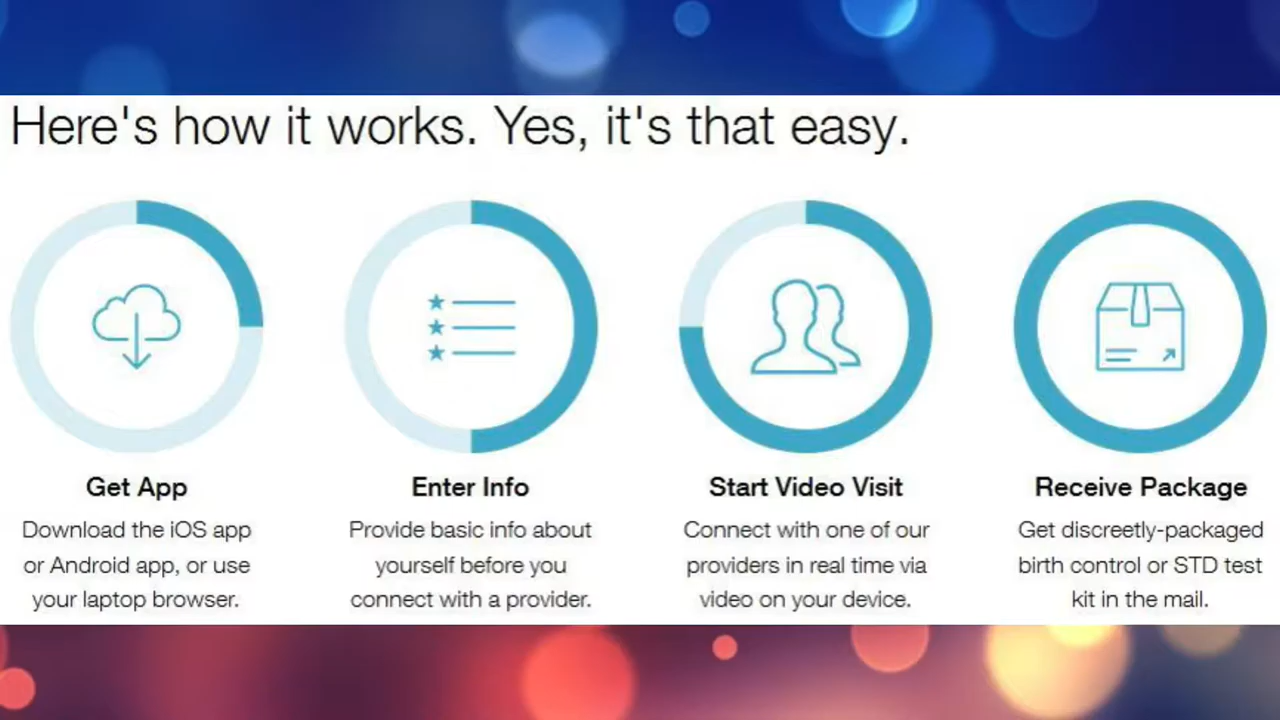 Here's how it works. Yes, it's that easy.
Get App
Download the iOS app
or Android app, or use
your laptop browser.
Enter Info
Provide basic info about
yourself before you
connect with a provider.
Start Video Visit
Connect with one of our
providers in real time via
video on your device.
Receive Package
Get discreetly-packaged
birth control or STD test
kit in the mail.